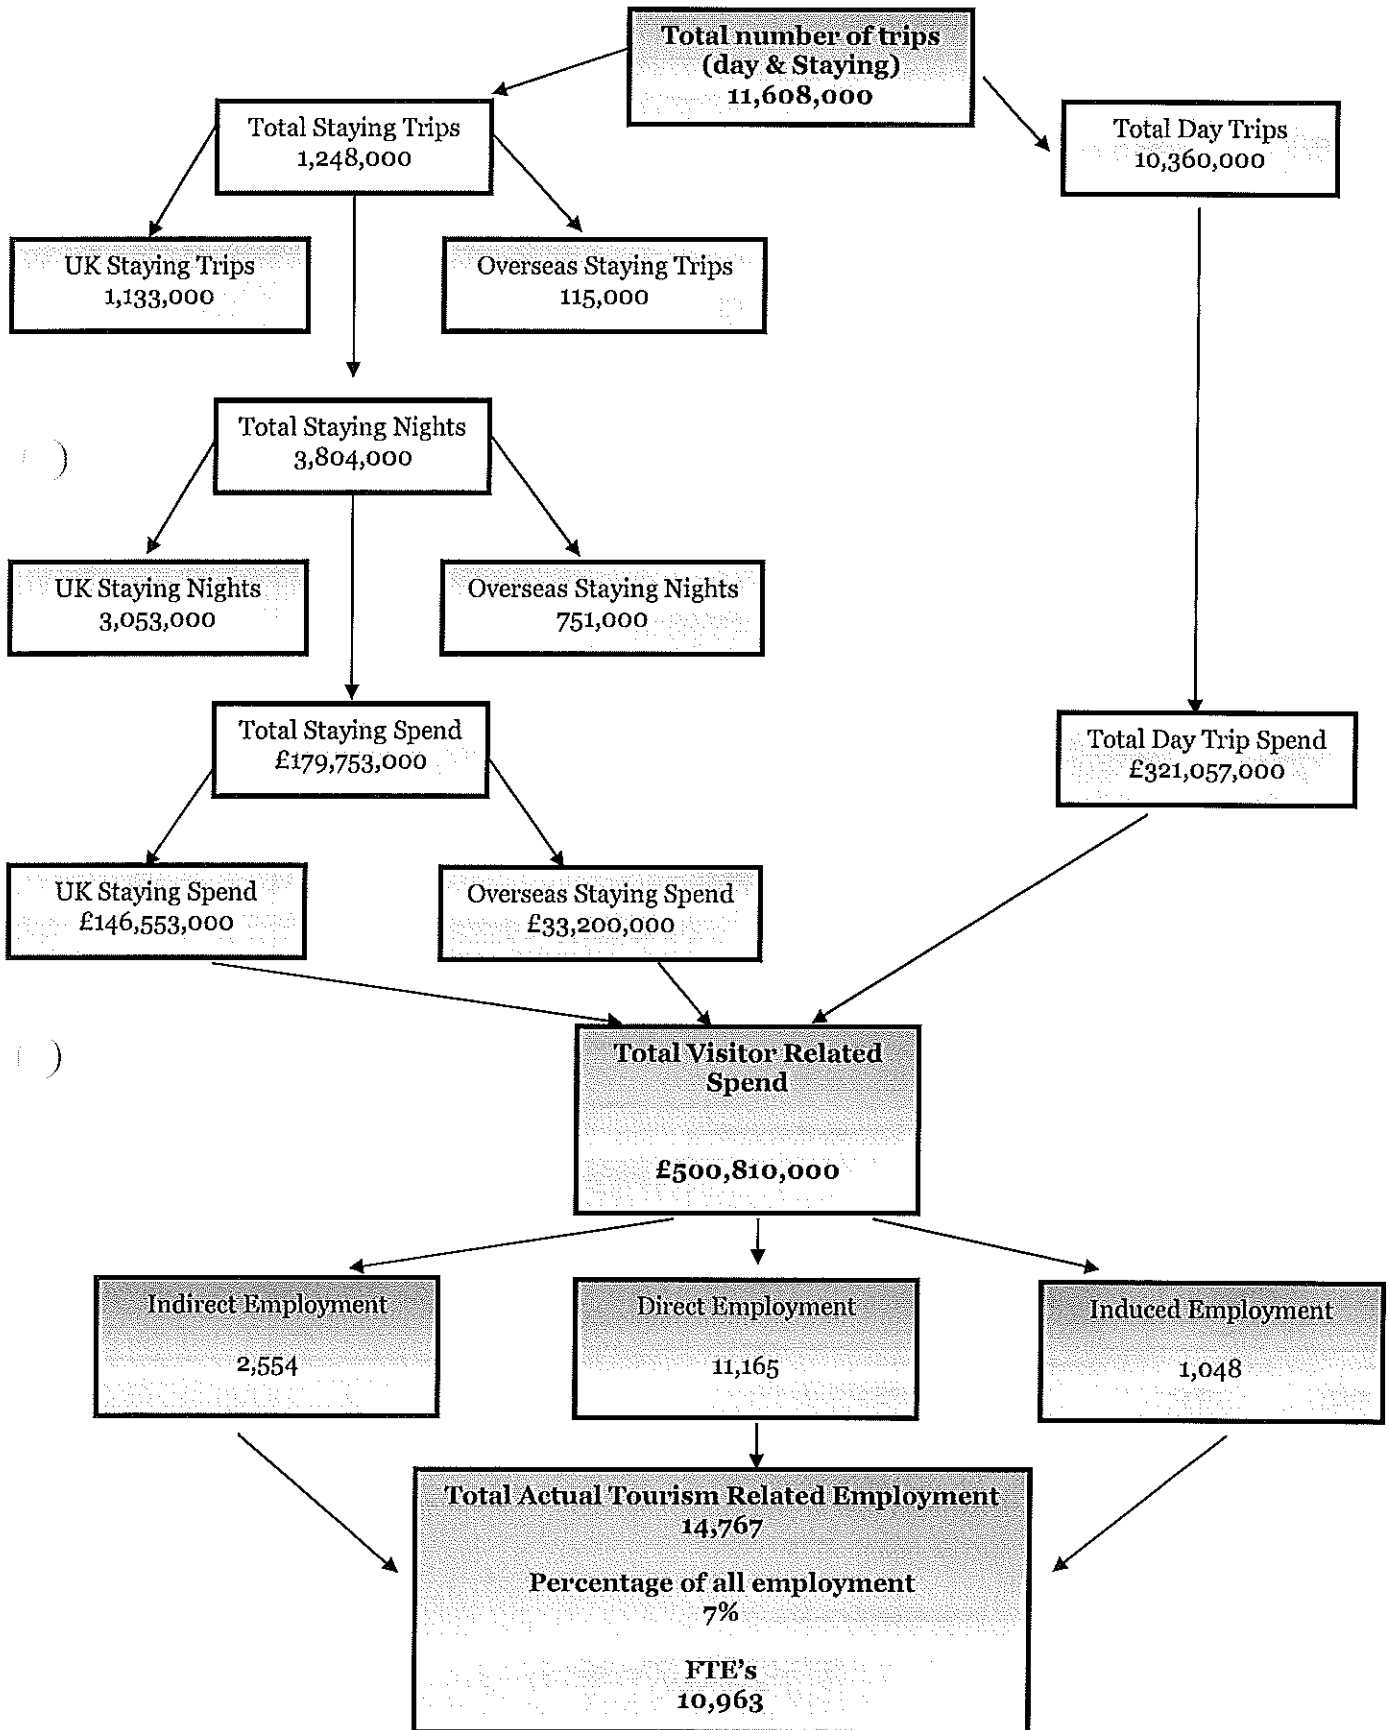 Total number of trips
(day & Staying)
11,608,000
Total Staying Trips
1,248,000
Total Day Trips
10,360,000
UK Staying Trips
1,133,000
Overseas Staying Trips
115,000
Total Staying Nights
3,804,000
UK Staying Nights
3,053,000
Overseas Staying Nights
751,000
Total Staying Spend
£179,753,000
Total Day Trip Spend
£321,057,000
UK Staying Spend
£146,553,000
Overseas Staying Spend
£33,200,000
Total Visitor Related
Spend
£500,810,000
Indirect Employment
2,554
Direct Employment
11,165
Induced Employment
1,048
Total Actual Tourism Related Employment
14,767
Percentage of all employment
7%
FTE's
10,963